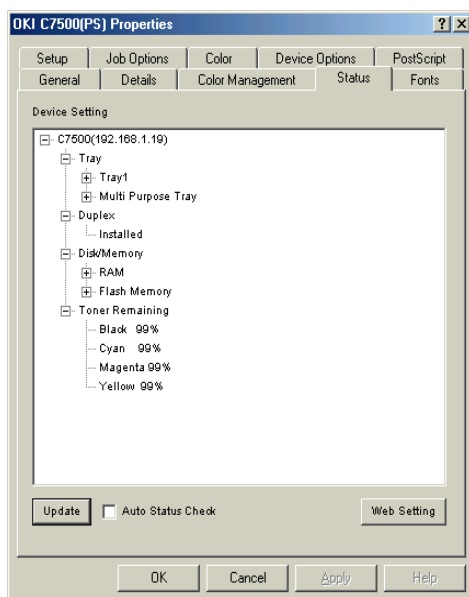 OKI C7500(PS) Properties
Setup Job Options Color Device Options PostScript
General Details Color Management Status Fonts
Device Setting
C7500(192.168.1.19)
Tray
Tray1
Multi Purpose Tray
Duplex
Installed
Disk/Memory
RAM
Flash Memory
Toner Remaining
Black 99%
Cyan 99%
Magenta 99%
Yellow 99%
Update Auto Status Check Web Setting
OK Cancel Apply Help